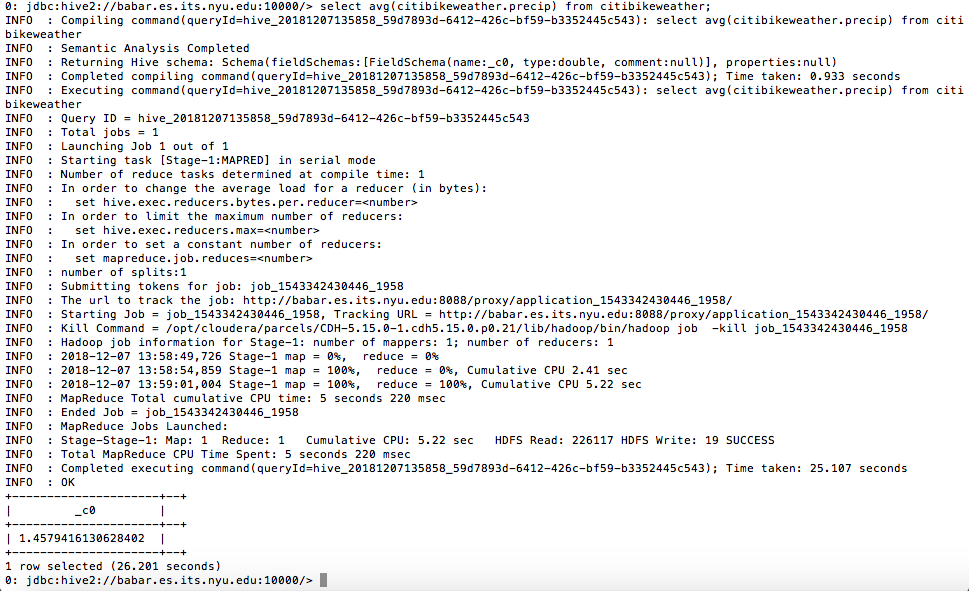 0: jdbc:hive2://babar.es.its.nyu.edu:10000/> select avg(citibikeweather.precip) from citibikeweather;
INFO  : Compiling command(queryId=hive_20181207135858_59d7893d-6412-426c-bf59-b3352445c543): select avg(citibikeweather.precip) from citi
bikeweather
INFO  : Semantic Analysis Completed
INFO  : Returning Hive schema: Schema(fieldSchemas:[FieldSchema(name:_c0, type:double, comment:null)], properties:null)
INFO  : Completed compiling command(queryId=hive_20181207135858_59d7893d-6412-426c-bf59-b3352445c543); Time taken: 0.933 seconds
INFO  : Executing command(queryId=hive_20181207135858_59d7893d-6412-426c-bf59-b3352445c543): select avg(citibikeweather.precip) from citi
bikeweather
INFO  : Query ID = hive_20181207135858_59d7893d-6412-426c-bf59-b3352445c543
INFO  : Total jobs = 1
INFO  : Launching Job 1 out of 1
INFO  : Starting task [Stage-1:MAPRED] in serial mode
INFO  : Number of reduce tasks determined at compile time: 1
INFO  : In order to change the average load for a reducer (in bytes):
INFO  :   set hive.exec.reducers.bytes.per.reducer=<number>
INFO  : In order to limit the maximum number of reducers:
INFO  :   set hive.exec.reducers.max=<number>
INFO  : In order to set a constant number of reducers:
INFO  :   set mapreduce.job.reduces=<number>
INFO  : number of splits:1
INFO  : Submitting tokens for job: job_1543342430446_1958
INFO  : The url to track the job: http://babar.es.its.nyu.edu:8088/proxy/application_1543342430446_1958/
INFO  : Starting Job = job_1543342430446_1958, Tracking URL = http://babar.es.its.nyu.edu:8088/proxy/application_1543342430446_1958/
INFO  : Kill Command = /opt/cloudera/parcels/CDH-5.15.0-1.cdh5.15.0.p0.21/lib/hadoop/bin/hadoop job  -kill job_1543342430446_1958
INFO  : Hadoop job information for Stage-1: number of mappers: 1; number of reducers: 1
INFO  : 2018-12-07 13:58:49,726 Stage-1 map = 0%,  reduce = 0%
INFO  : 2018-12-07 13:58:54,859 Stage-1 map = 100%,  reduce = 0%, Cumulative CPU 2.41 sec
INFO  : 2018-12-07 13:59:01,004 Stage-1 map = 100%,  reduce = 100%, Cumulative CPU 5.22 sec
INFO  : MapReduce Total cumulative CPU time: 5 seconds 220 msec
INFO  : Ended Job = job_1543342430446_1958
INFO  : MapReduce Jobs Launched:
INFO  : Stage-Stage-1: Map: 1  Reduce: 1   Cumulative CPU: 5.22 sec   HDFS Read: 226117 HDFS Write: 19 SUCCESS
INFO  : Total MapReduce CPU Time Spent: 5 seconds 220 msec
INFO  : Completed executing command(queryId=hive_20181207135858_59d7893d-6412-426c-bf59-b3352445c543); Time taken: 25.107 seconds
INFO  : OK
+---------------------+--+
|         _c0         |
+---------------------+--+
| 1.4579416130628402  |
+---------------------+--+
1 row selected (26.201 seconds)
0: jdbc:hive2://babar.es.its.nyu.edu:10000/>